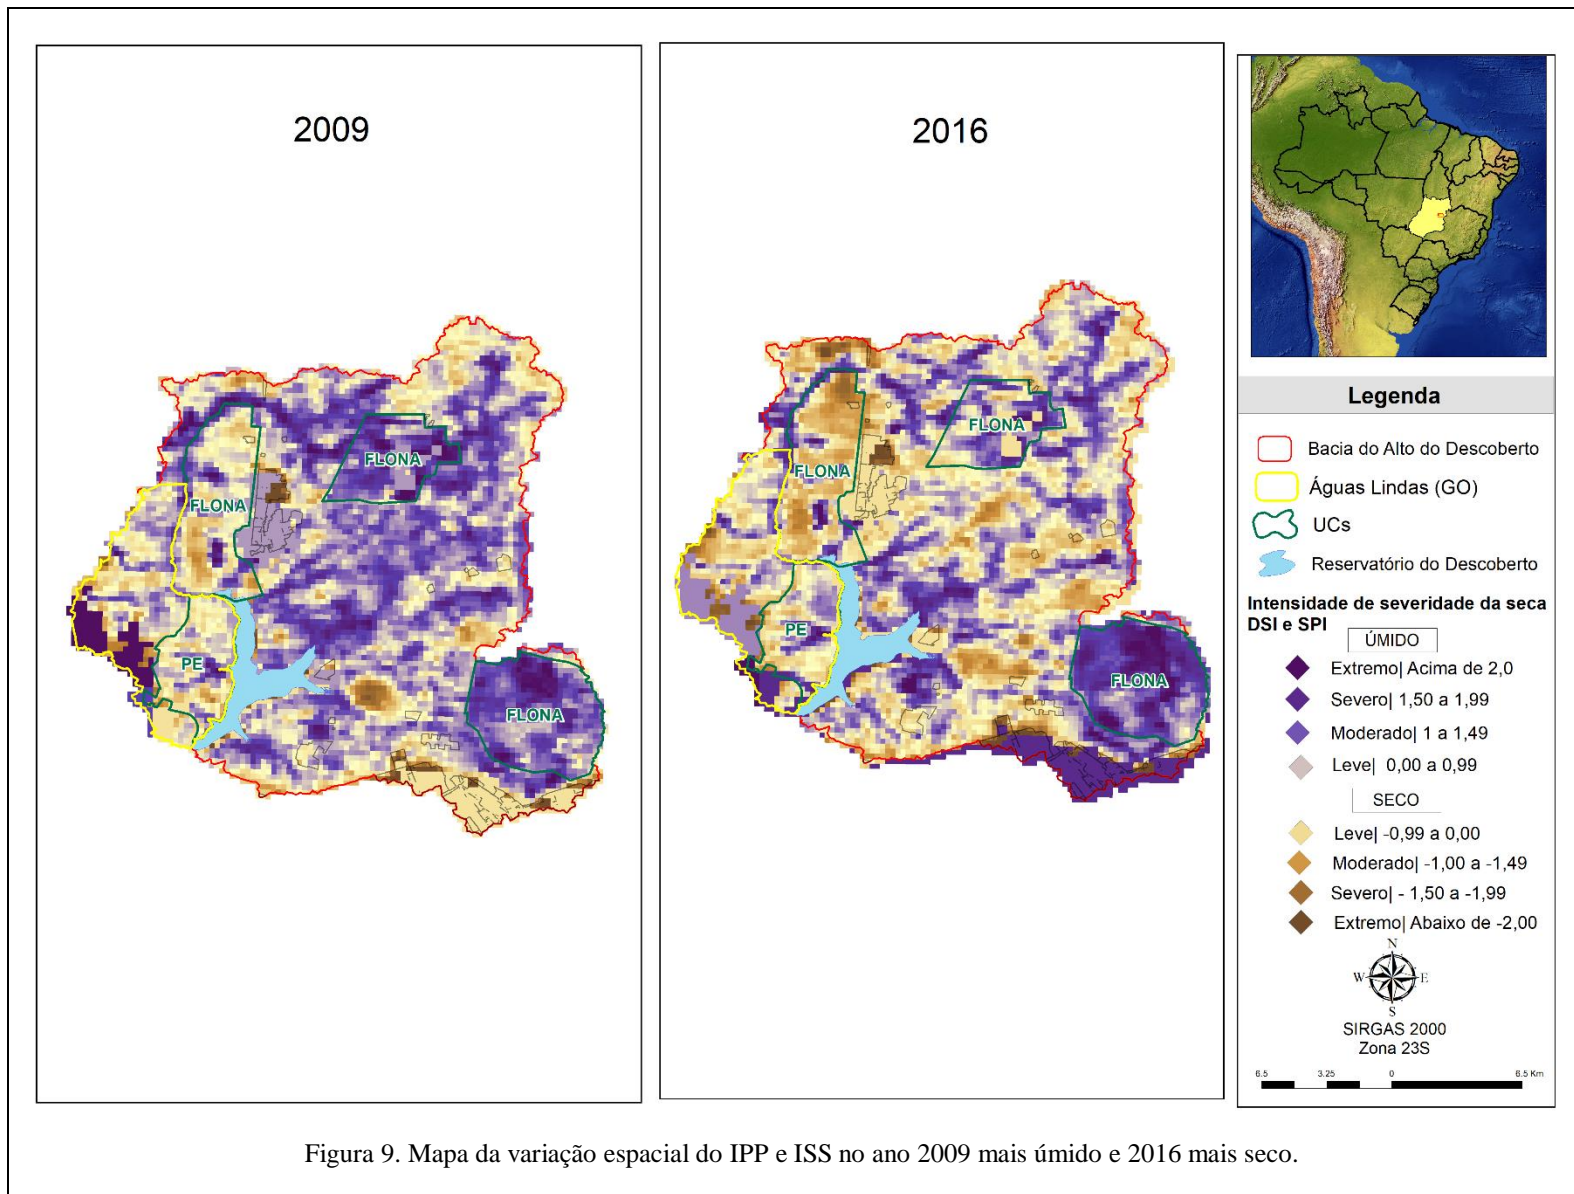 2009
FLONA
FLONA
PE
FLONA
2016
FLONA
FLONA
PE
FLONA
Legenda
Bacia do Alto do Descoberto
Águas Lindas (GO)
UCs
Reservatório do Descoberto
Intensidade de severidade da seca
DSI e SPI
ÚMIDO
Extremo| Acima de 2,0
Severo| 1,50 a 1,99
Moderado| 1 a 1,49
Leve| 0,00 a 0,99
SECO
Leve| -0,99 a 0,00
Moderado| -1,00 a -1,49
Severo| - 1,50 a -1,99
Extremo| Abaixo de -2,00
N
W E
S
SIRGAS 2000
Zona 23S
6.5 3.25 0 6.5 Km
Figura 9. Mapa da variação espacial do IPP e ISS no ano 2009 mais úmido e 2016 mais seco.